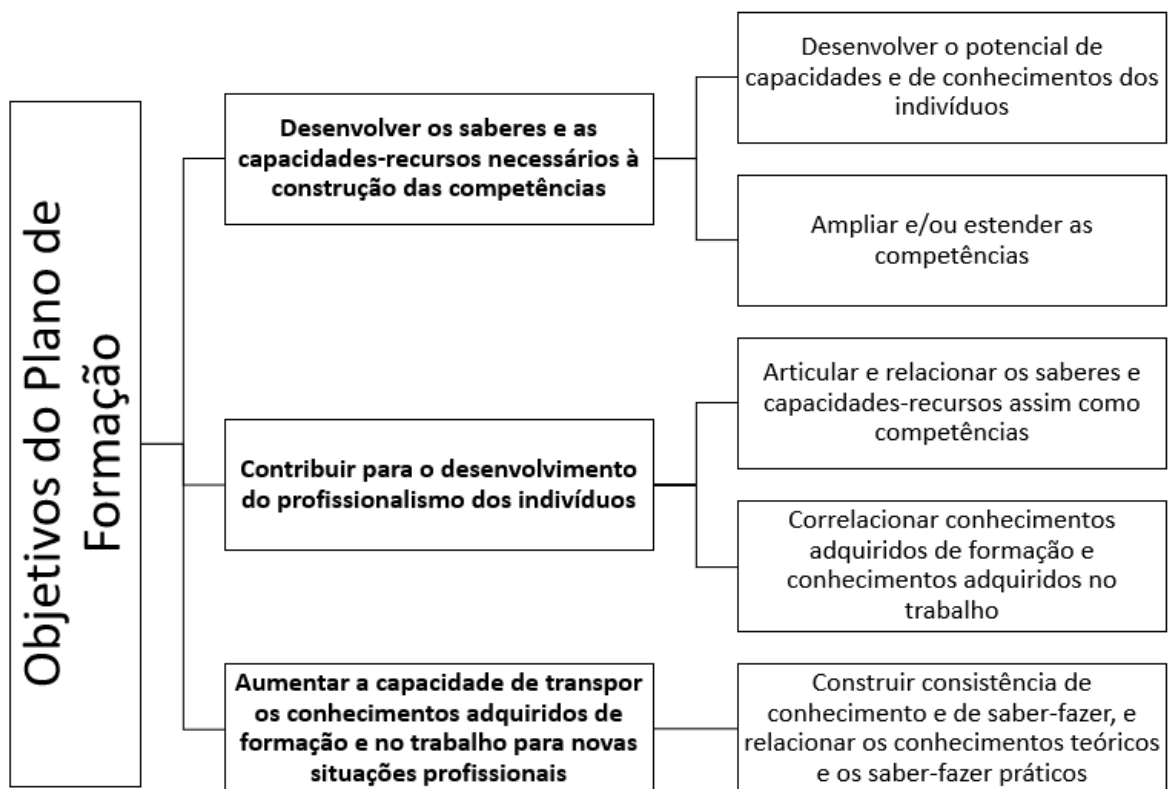 Objetivos do Plano de
Formação
Desenvolver os saberes e as
capacidades-recursos necessários à
construção das competências
Desenvolver o potencial de
capacidades e de conhecimentos dos
indivíduos
Ampliar e/ou estender as
competências
Contribuir para o desenvolvimento
do profissionalismo dos indivíduos
Articular e relacionar os saberes e
capacidades-recursos assim como
competências
Correlacionar conhecimentos
adquiridos de formação e
conhecimentos adquiridos no
trabalho
Aumentar a capacidade de transpor
os conhecimentos adquiridos de
formação e no trabalho para novas
situações profissionais
Construir consistência de
conhecimento e de saber-fazer, e
relacionar os conhecimentos teóricos
e os saber-fazer práticos